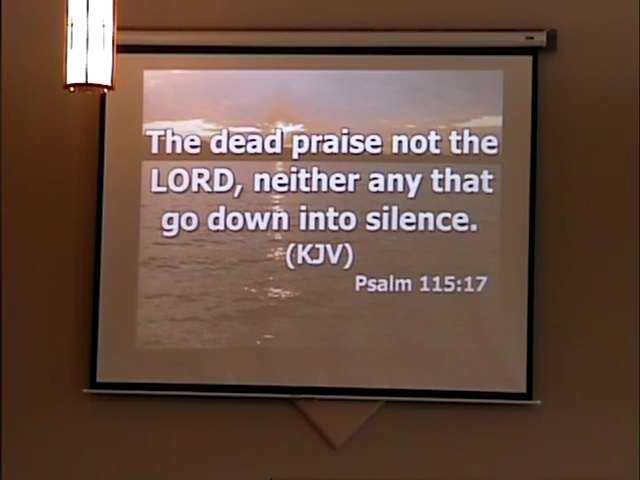 The dead praise not the
LORD, neither any that
go down into silence.
(KJV)
Psalm 115:17